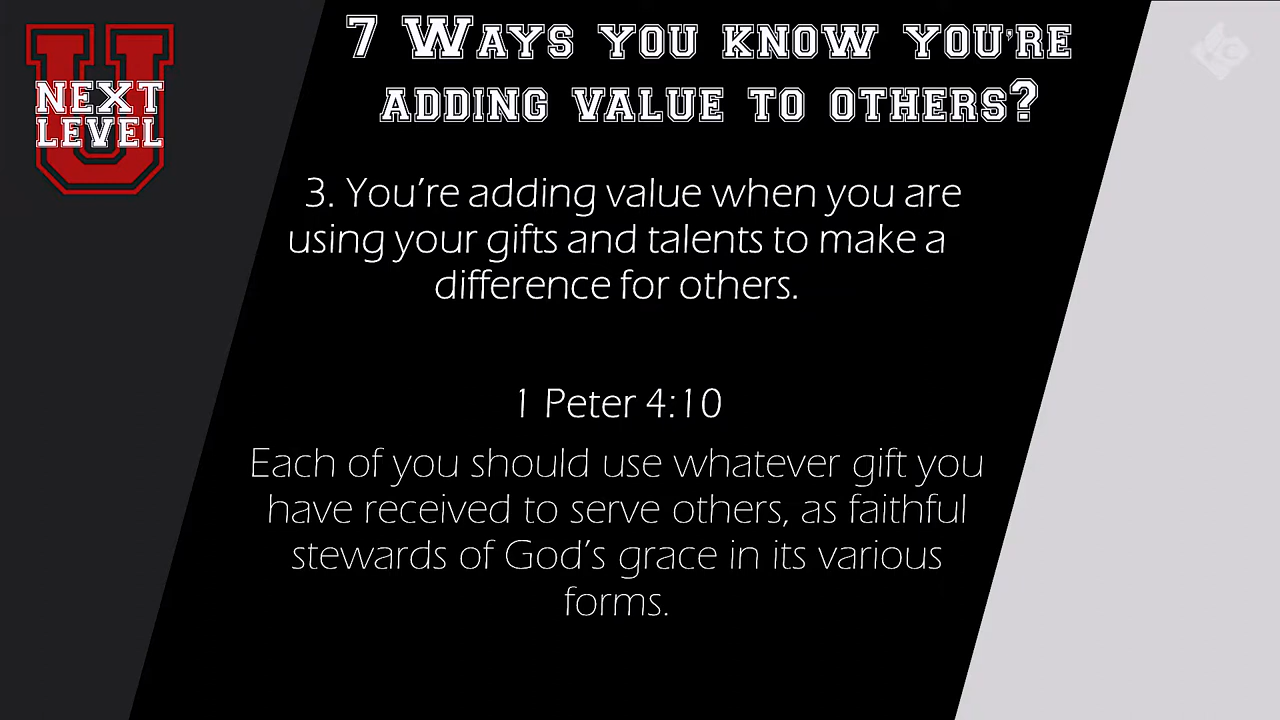 NEXT
LEVEL
7 WAYS YOU KNOW YOU'RE
ADDING VALUE TO OTHERS?
3. You're adding value when you are
using your gifts and talents to make a
difference for others.
1 Peter 4:10
Each of you should use whatever gift you
have received to serve others, as faithful
stewards of God's grace in its various
forms.